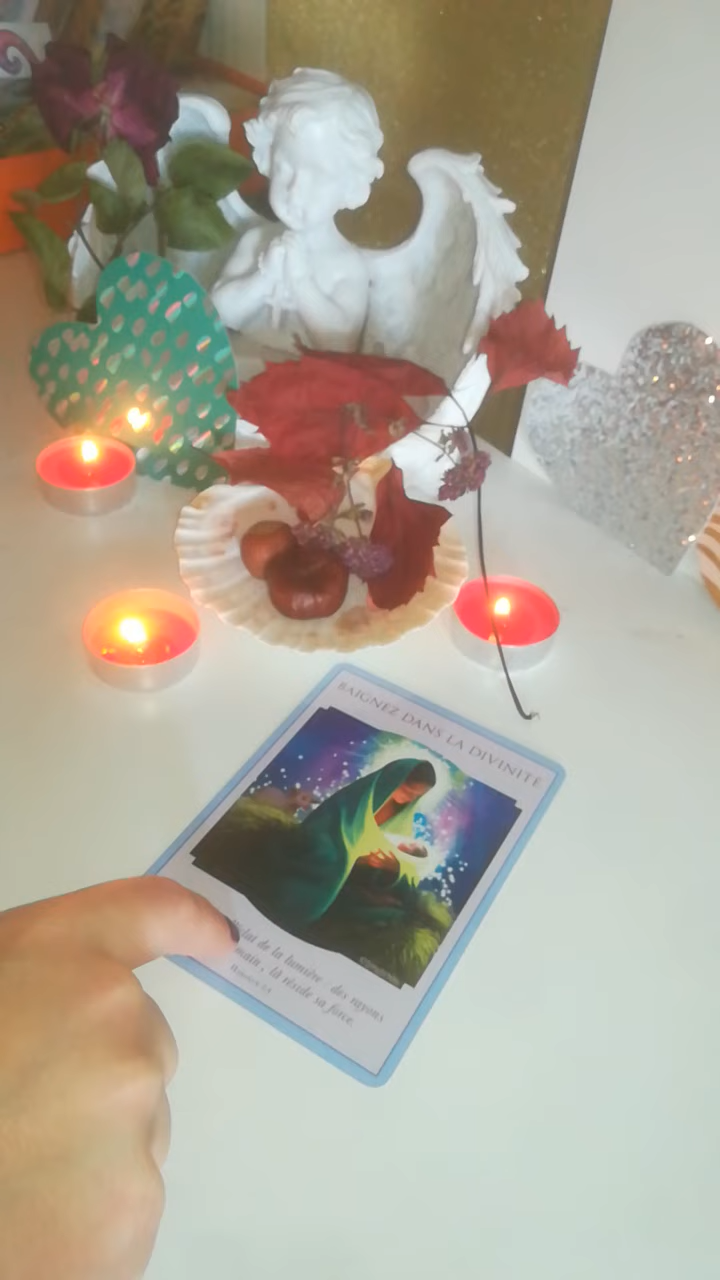 BAIGNEZ DANS LA DIVINITÉ
éclat de la lumière, des rayons
main, là réside sa force.